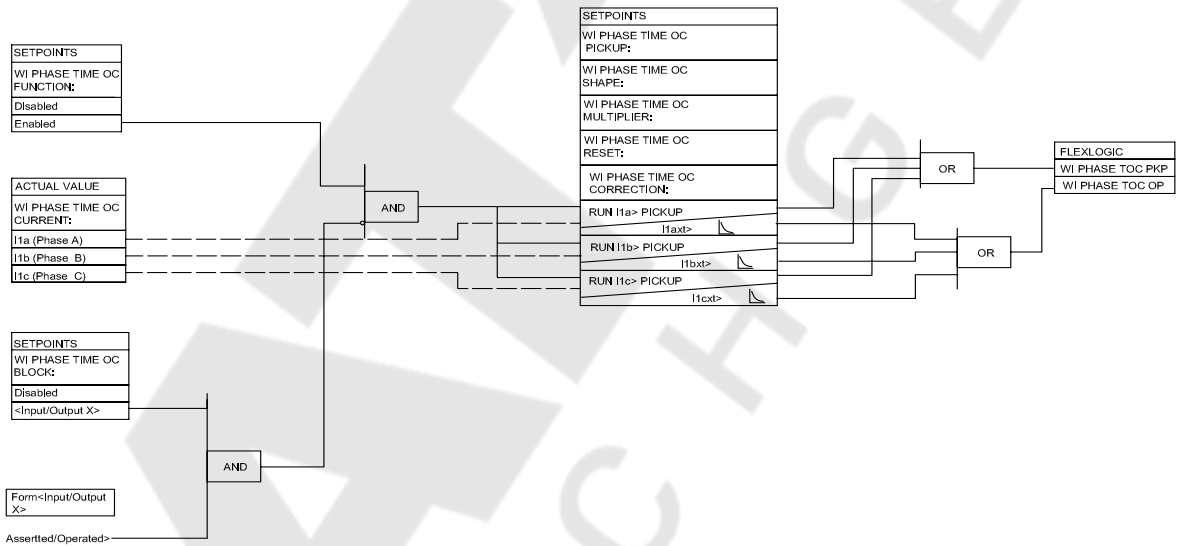 SETPOINTS
WI PHASE TIME OC
FUNCTION:
Disabled
Enabled
ACTUAL VALUE
WI PHASE TIME OC
CURRENT:
I1a (Phase A)
I1b (Phase B)
I1c (Phase C)
SETPOINTS
WI PHASE TIME OC
BLOCK:
Disabled
<Input/Output X>
Form<Input/Output
X>
Assertted/Operated>
AND
AND
SETPOINTS
WI PHASE TIME OC
PICKUP:
WI PHASE TIME OC
SHAPE:
WI PHASE TIME OC
MULTIPLIER:
WI PHASE TIME OC
RESET:
WI PHASE TIME OC
CORRECTION:
RUN I1a> PICKUP
I1axt>
RUN I1b> PICKUP
I1bxt>
RUN I1c> PICKUP
I1cxt>
OR
OR
FLEXLOGIC
WI PHASE TOC PKP
WI PHASE TOC OP